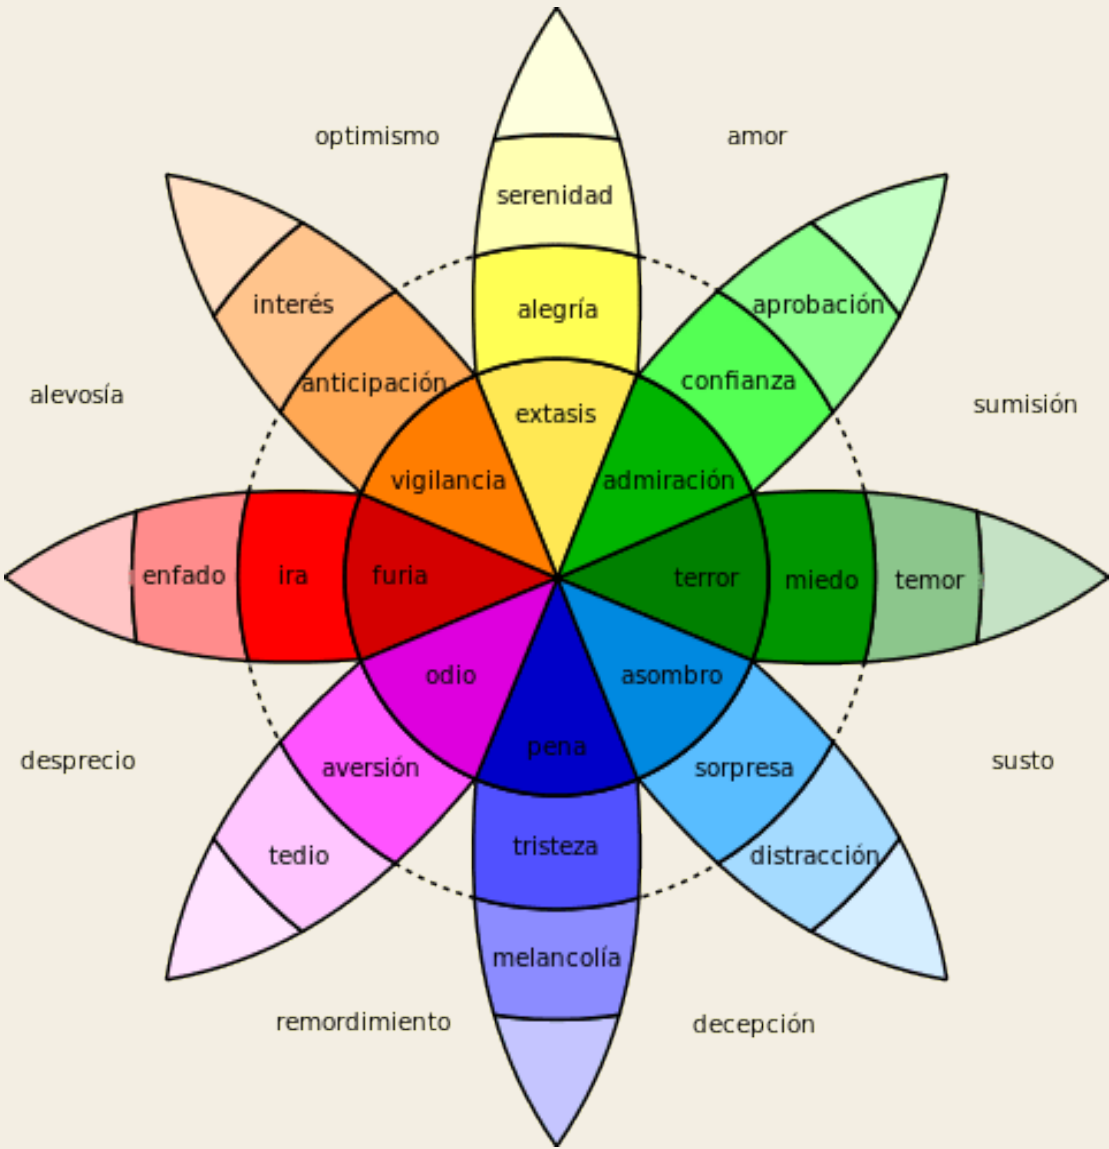 optimismo
amor
serenidad
interés
aprobación
alegría
anticipación
confianza
alevosía
sumisión
extasis
vigilancia
admiración
enfado
ira
furia
terror
miedo
temor
odio
asombro
pena
desprecio
aversión
sorpresa
susto
tristeza
tedio
distracción
melancolía
remordimiento
decepción